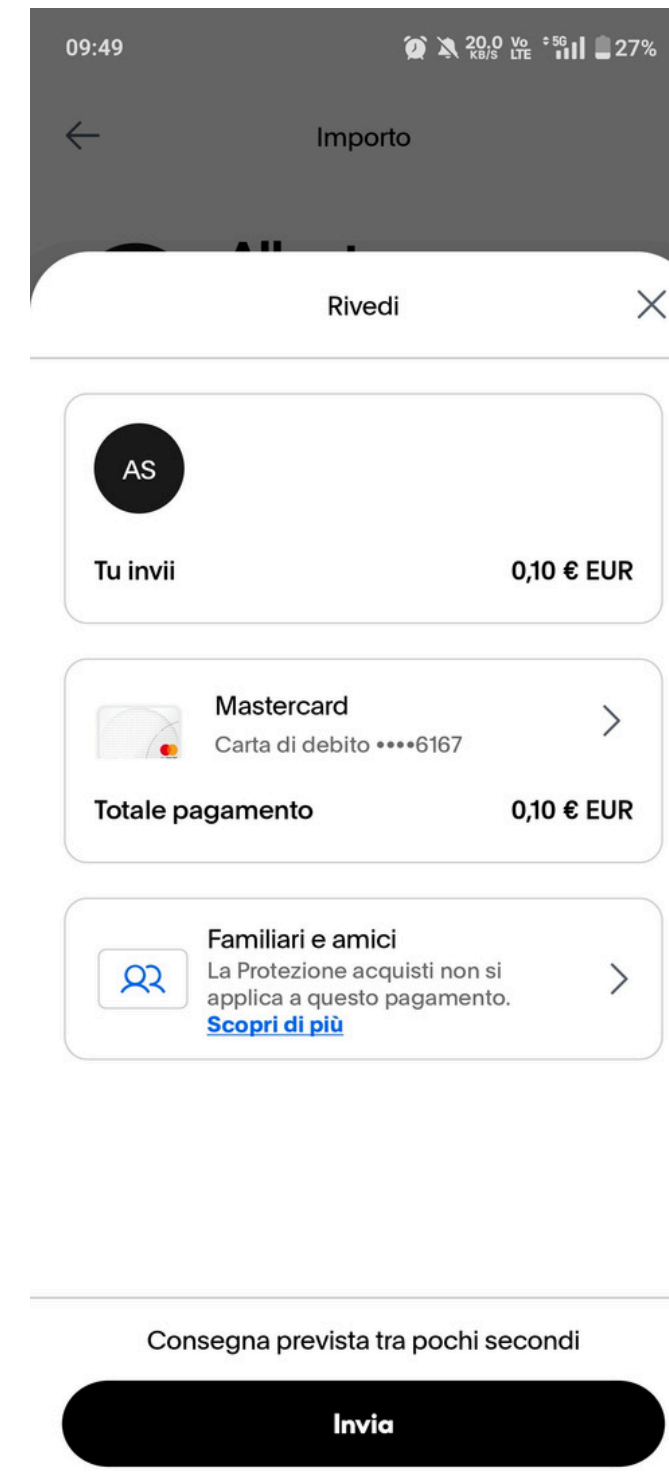 09:49
20.0 KB/S Vo LTE 5G 27%
Importo
Rivedi
AS
Tu invii 0,10 € EUR
Mastercard
Carta di debito ••••6167
Totale pagamento 0,10 € EUR
Familiari e amici
La Protezione acquisti non si
applica a questo pagamento.
Scopri di più
Consegna prevista tra pochi secondi
Invia